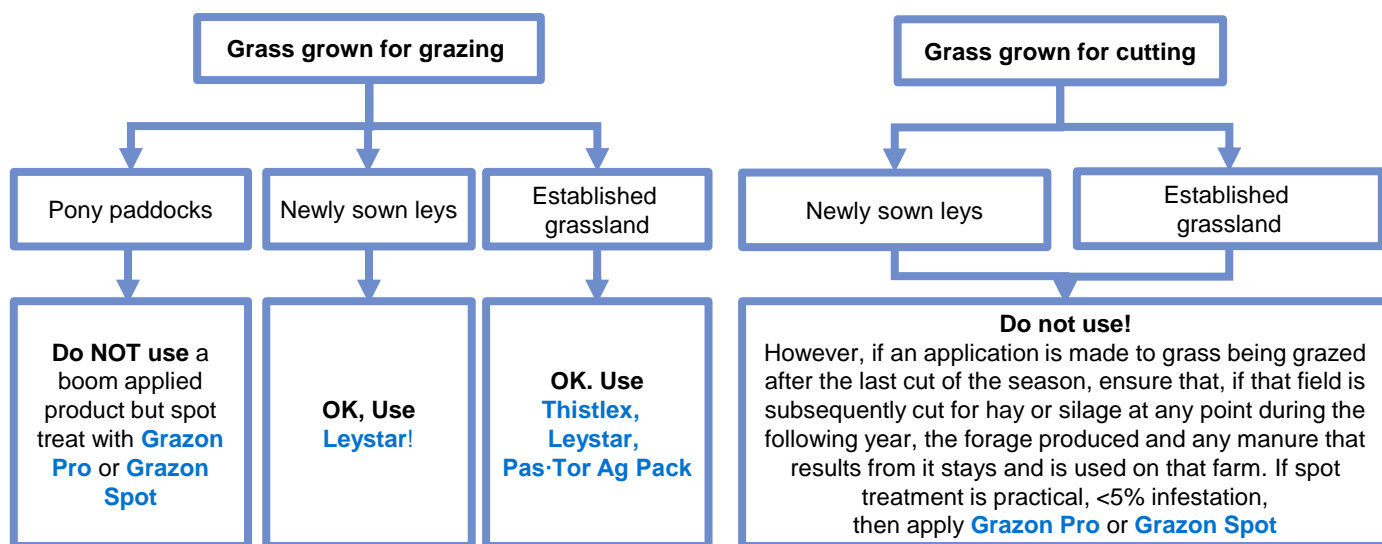 Grass grown for grazing
Pony paddocks
Newly sown leys
Established
grassland
Do NOT use a
boom applied
product but spot
treat with Grazon
Pro or Grazon
Spot
OK, Use
Leystar!
OK. Use
Thistlex,
Leystar,
Pas·Tor Ag Pack
Grass grown for cutting
Newly sown leys
Established
grassland
Do not use!
However, if an application is made to grass being grazed
after the last cut of the season, ensure that, if that field is
subsequently cut for hay or silage at any point during the
following year, the forage produced and any manure that
results from it stays and is used on that farm. If spot
treatment is practical, <5% infestation,
then apply Grazon Pro or Grazon Spot